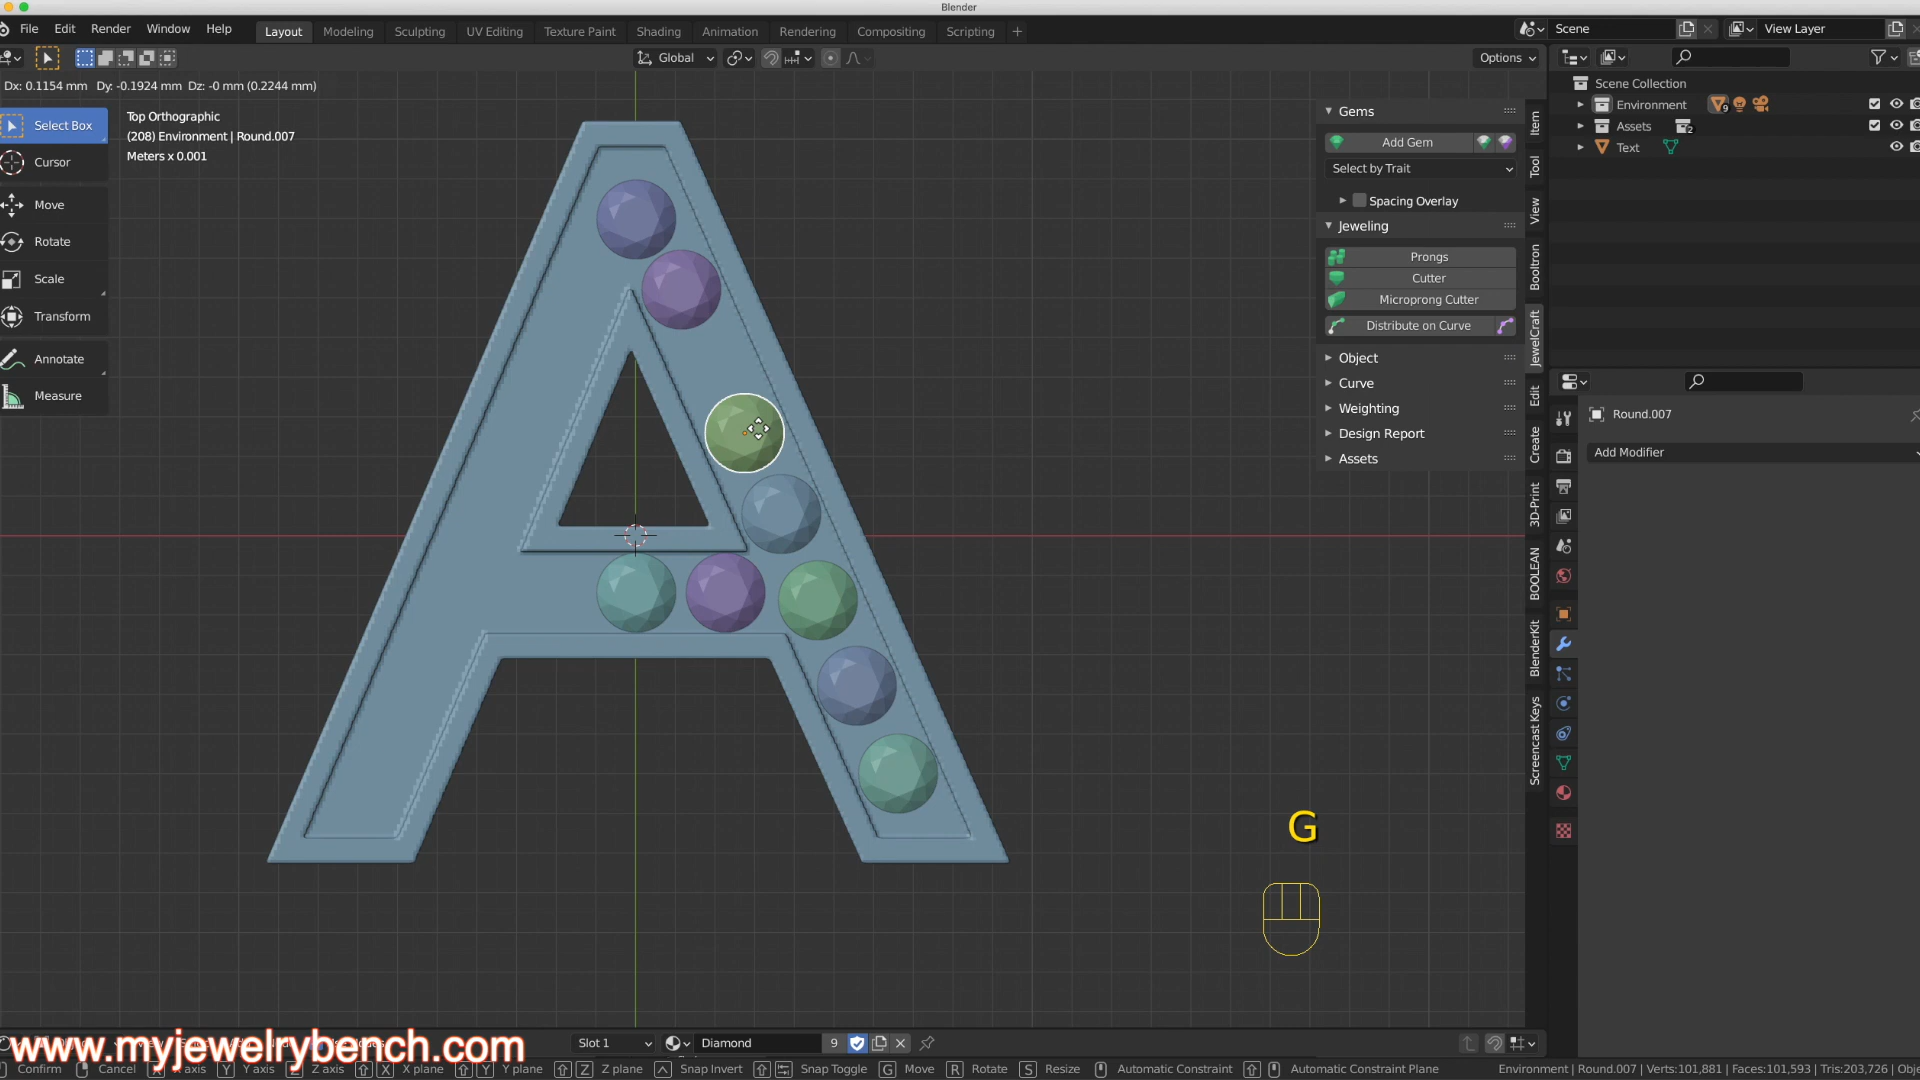 Blender
File Edit Render Window Help
Layout Modeling Sculpting UV Editing Texture Paint Shading Animation Rendering Compositing Scripting +
Scene
View Layer
Global
Options
Dx: 0.1154 mm Dy: -0.1924 mm Dz: -0 mm (0.2244 mm)
Select Box
Cursor
Move
Rotate
Scale
Transform
Annotate
Measure
Top Orthographic
(208) Environment | Round.007
Meters x 0.001
Gems
Add Gem
Select by Trait
Spacing Overlay
Jeweling
Prongs
Cutter
Microprong Cutter
Distribute on Curve
Object
Curve
Weighting
Design Report
Assets
Item
Tool
View
Booltron
JewelCraft
Edit
Create
3D-Print
BOOLEAN
BlenderKit
Screencast Keys
Scene Collection
Environment 9
Assets 2
Text
Round.007
Add Modifier
G
Slot 1
Diamond
9
www.myjewelrybench.com
Confirm Cancel X axis Y Y axis Z axis X X plane Y Y plane Z Z plane Snap Invert Snap Toggle G Move R Rotate S Resize Automatic Constraint Automatic Constraint Plane
Environment | Round.007 | Verts:101,881 | Faces:101,593 | Tris:203,726 | Obje